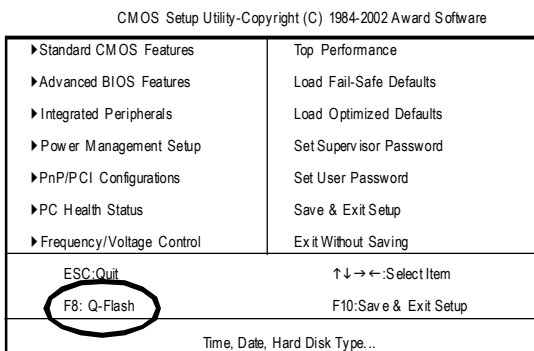 CMOS Setup Utility-Copyright (C) 1984-2002 Award Software
▶Standard CMOS Features
▶Advanced BIOS Features
▶Integrated Peripherals
▶Power Management Setup
▶PnP/PCI Configurations
▶PC Health Status
▶Frequency/Voltage Control
Top Performance
Load Fail-Safe Defaults
Load Optimized Defaults
Set Supervisor Password
Set User Password
Save & Exit Setup
Exit Without Saving
ESC:Quit
↑↓→←:Select Item
F8: Q-Flash
F10:Save & Exit Setup
Time, Date, Hard Disk Type...